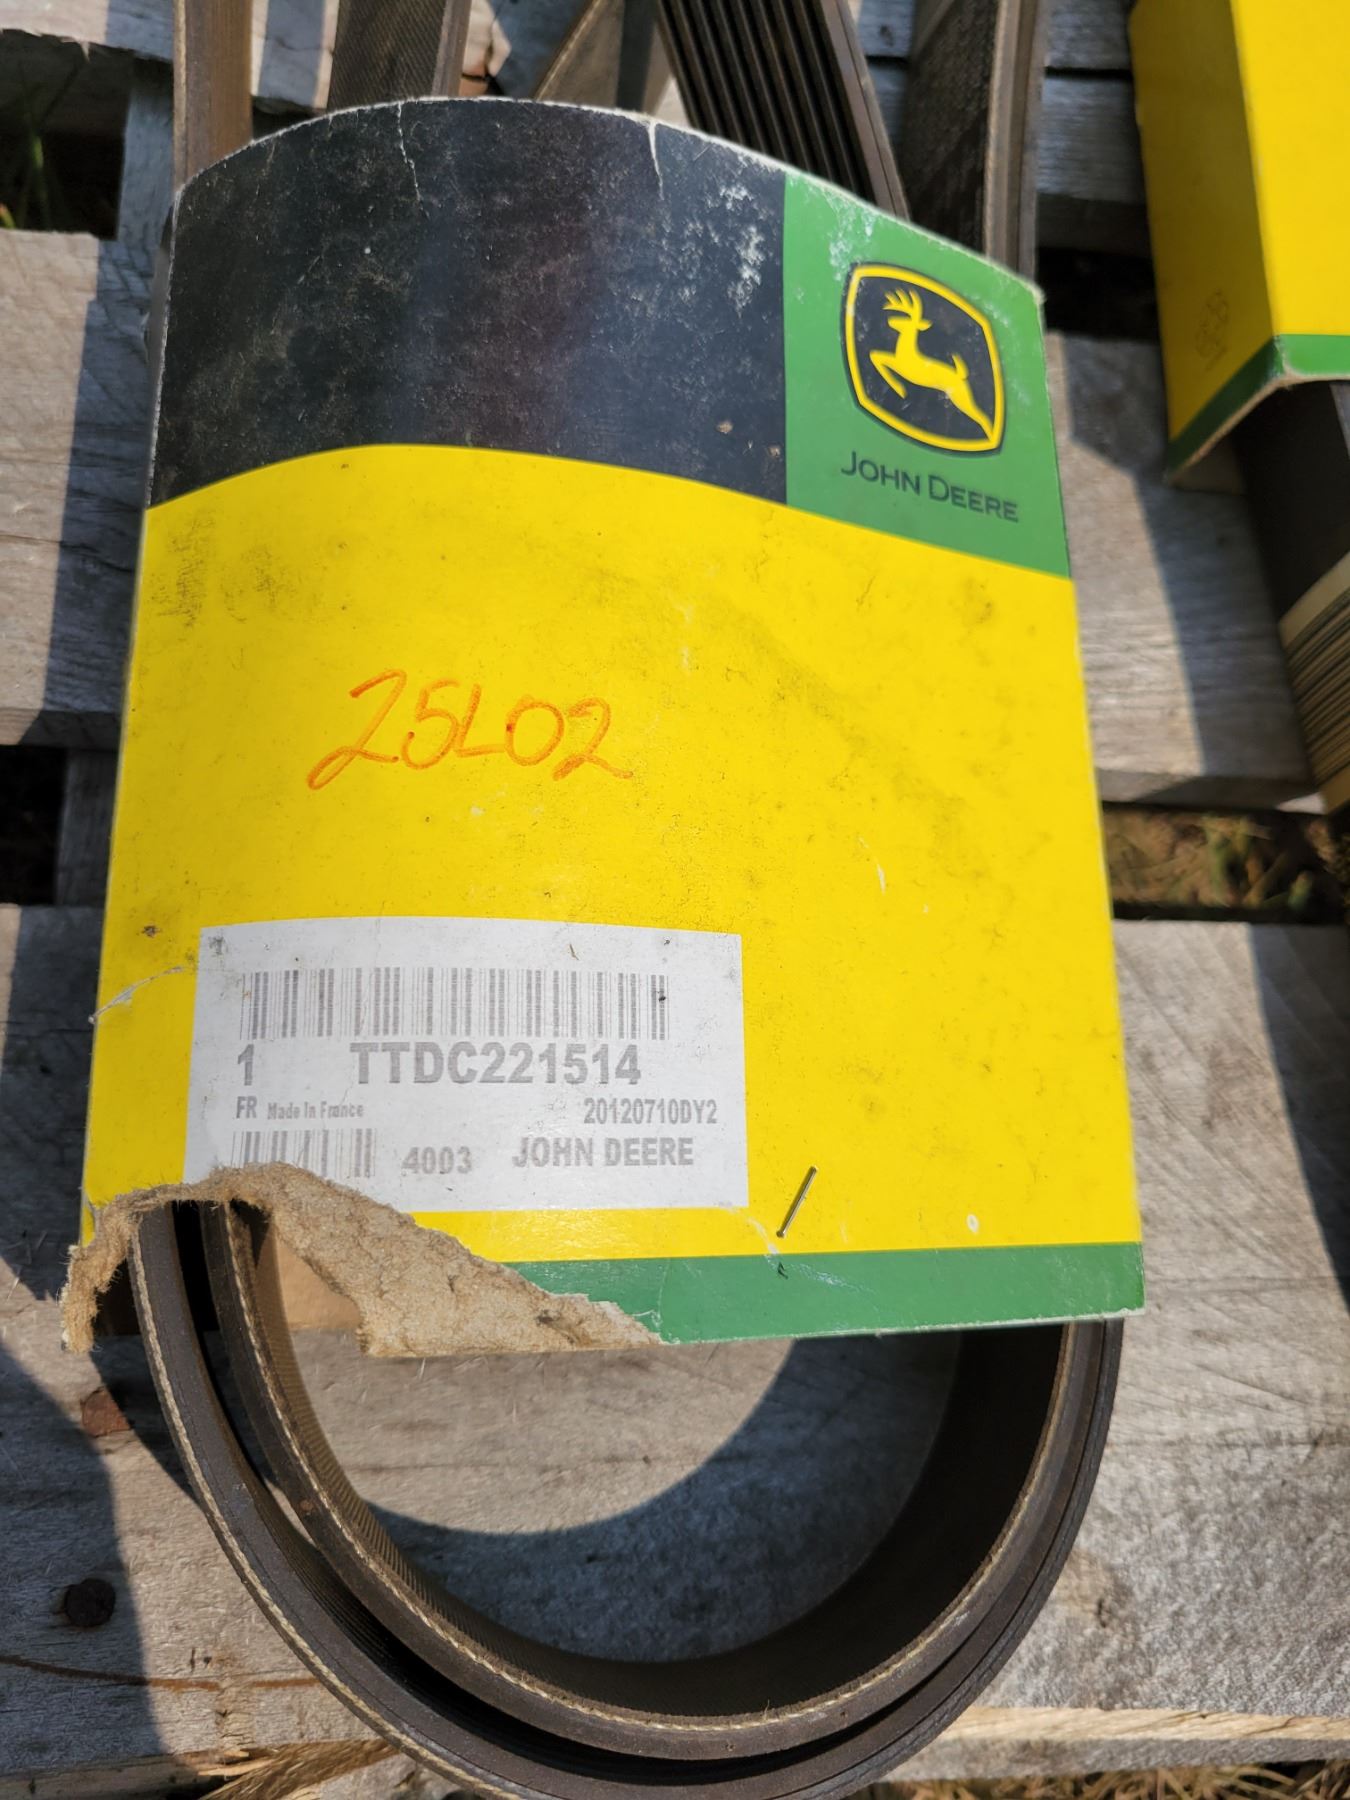 JOHN DEERE
25L02
1 TTDC221514
FR Made In France 20120710DY2
4003 JOHN DEERE